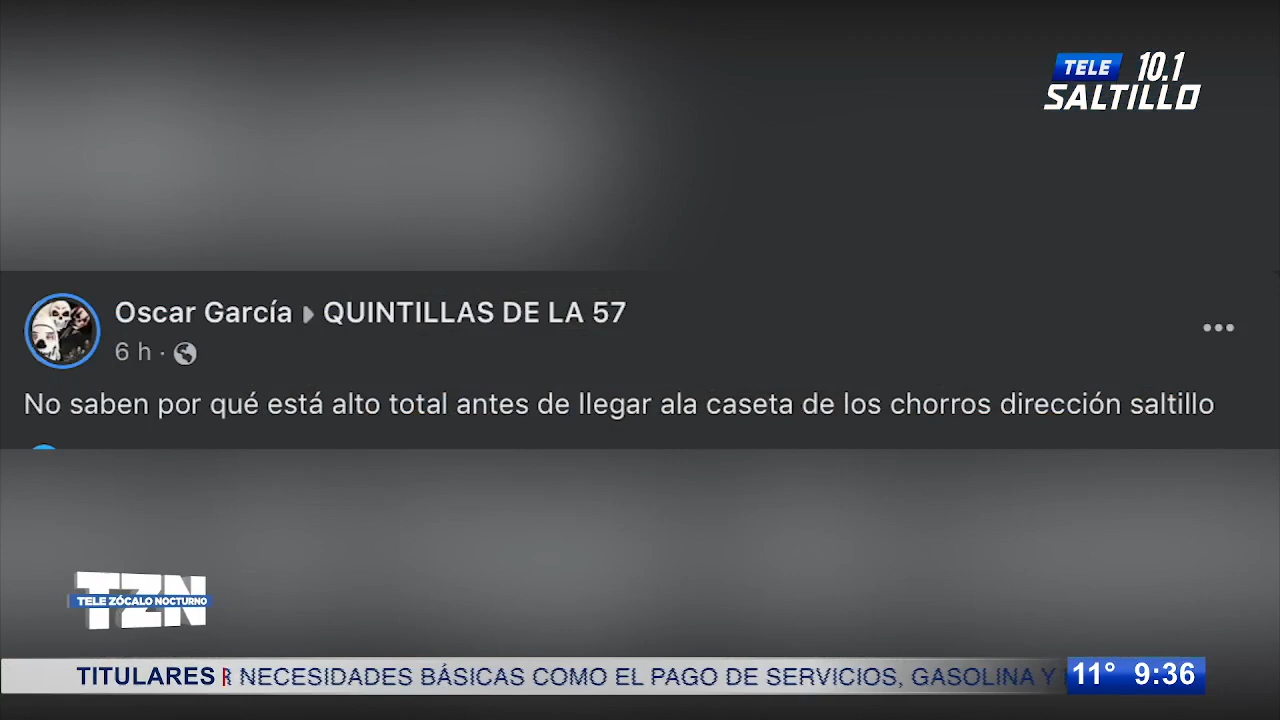 TELE 10.1
SALTILLO
Oscar García ▸ QUINTILLAS DE LA 57
6 h ·
No saben por qué está alto total antes de llegar ala caseta de los chorros dirección saltillo
TZN
TELE ZÓCALO NOCTURNO
TITULARES R NECESIDADES BÁSICAS COMO EL PAGO DE SERVICIOS, GASOLINA Y 11° 9:36